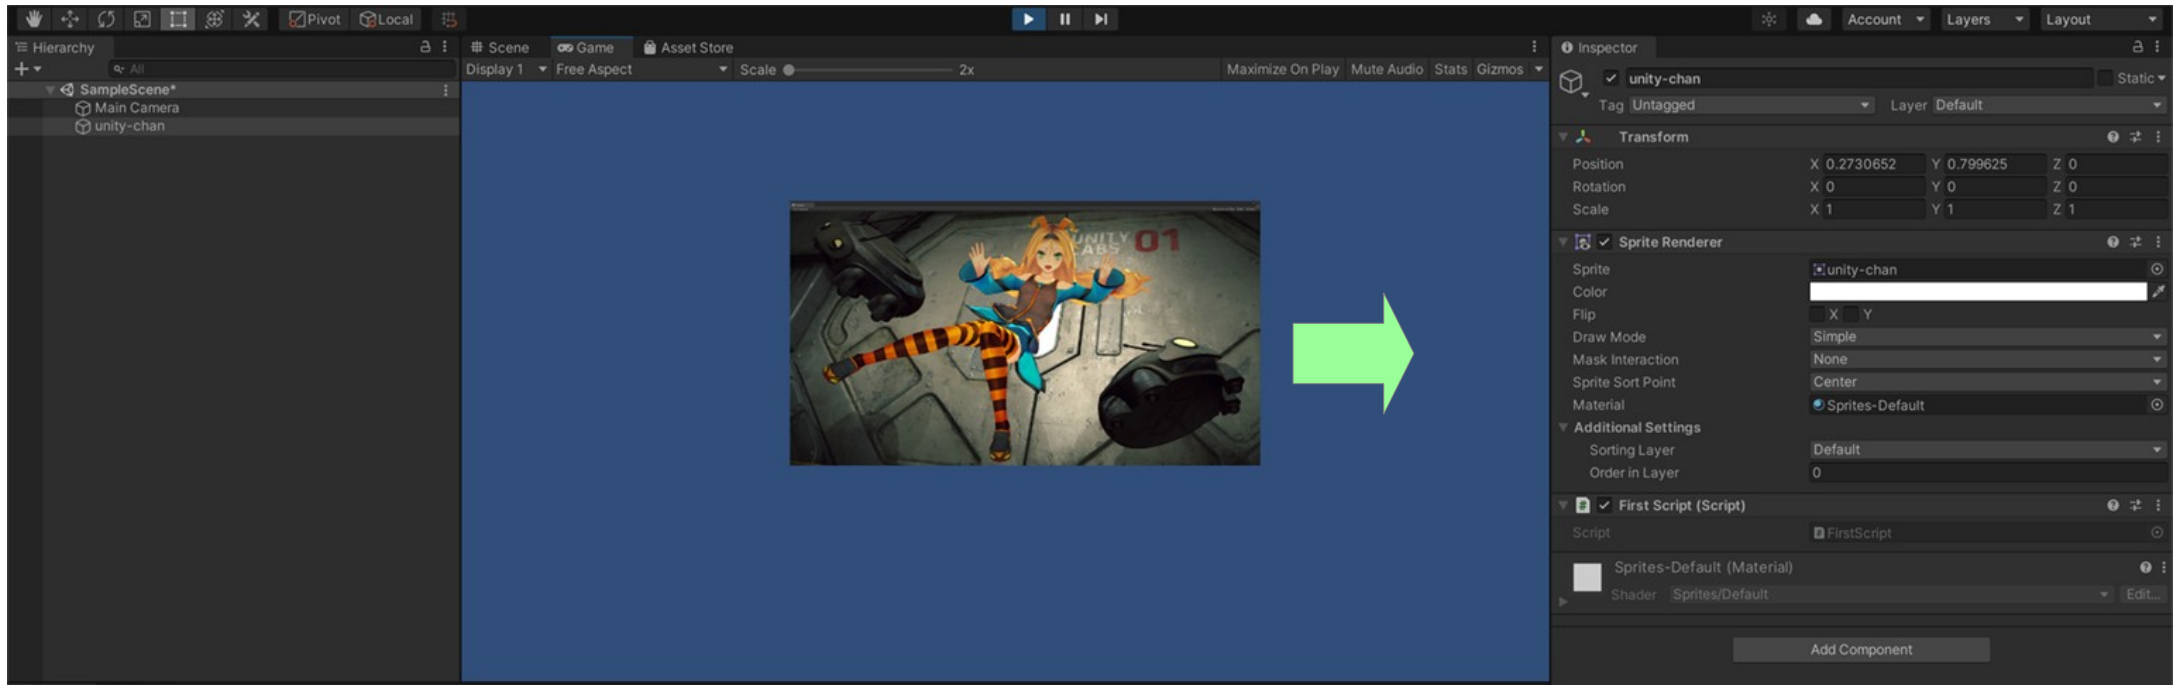 Pivot Local Account Layers Layout
Hierarchy
All
SampleScene*
Main Camera
unity-chan
Scene Game Asset Store
Display 1 Free Aspect Scale 2x Maximize On Play Mute Audio Stats Gizmos
UNITY 01
LABS
Inspector
unity-chan Static
Tag Untagged Layer Default
Transform
Position X 0.2730652 Y 0.799625 Z 0
Rotation X 0 Y 0 Z 0
Scale X 1 Y 1 Z 1
Sprite Renderer
Sprite unity-chan
Color
Flip X Y
Draw Mode Simple
Mask Interaction None
Sprite Sort Point Center
Material Sprites-Default
Additional Settings
Sorting Layer Default
Order in Layer 0
First Script (Script)
Script FirstScript
Sprites-Default (Material)
Shader Sprites/Default Edit...
Add Component